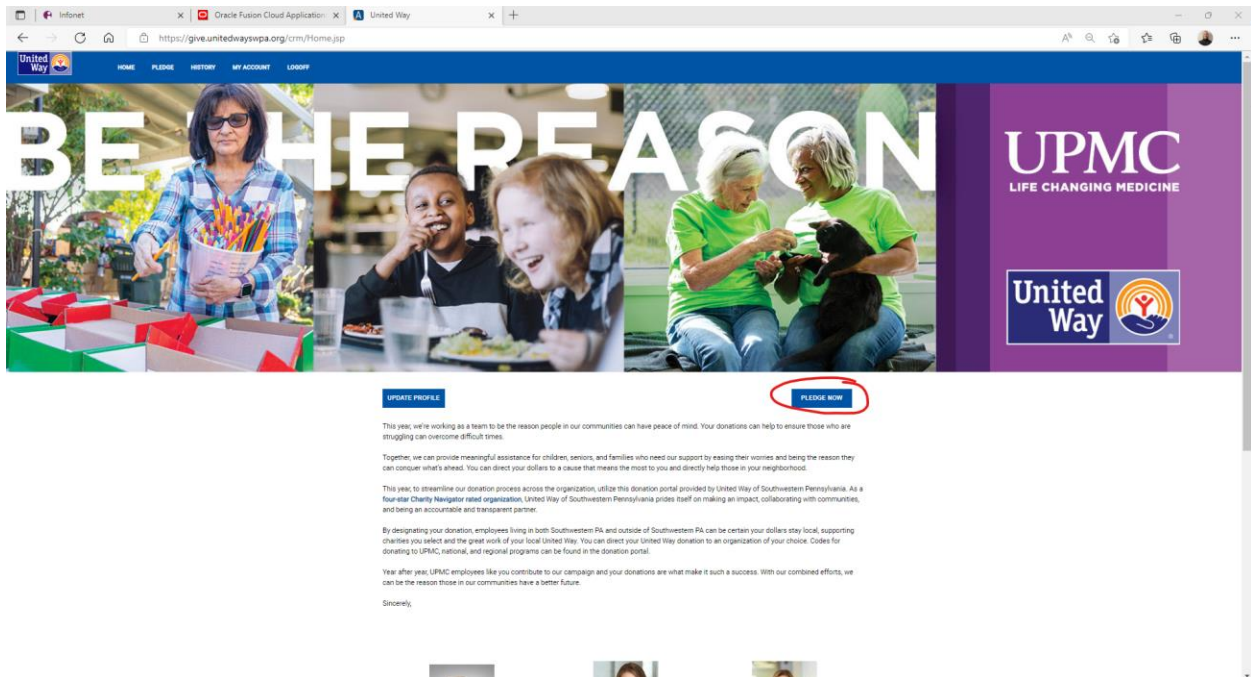 Infonet
Oracle Fusion Cloud Application
United Way
https://give.unitedwayswpa.org/crm/Home.jsp
United
Way
HOME PLEDGE HISTORY MY ACCOUNT LOGOFF
BE THE REASON
UPMC
LIFE CHANGING MEDICINE
United
Way
UPDATE PROFILE
PLEDGE NOW
This year, we're working as a team to be the reason people in our communities can have peace of mind. Your donations can help to ensure those who are
struggling can overcome difficult times.
Together, we can provide meaningful assistance for children, seniors, and families who need our support by easing their worries and being the reason they
can conquer what's ahead. You can direct your dollars to a cause that means the most to you and directly help those in your neighborhood.
This year, to streamline our donation process across the organization, utilize this donation portal provided by United Way of Southwestern Pennsylvania. As a
four-star Charity Navigator rated organization, United Way of Southwestern Pennsylvania prides itself on making an impact, collaborating with communities,
and being an accountable and transparent partner.
By designating your donation, employees living in both Southwestern PA and outside of Southwestern PA can be certain your dollars stay local, supporting
charities you select and the great work of your local United Way. You can direct your United Way donation to an organization of your choice. Codes for
donating to UPMC, national, and regional programs can be found in the donation portal.
Year after year, UPMC employees like you contribute to our campaign and your donations are what make it such a success. With our combined efforts, we
can be the reason those in our communities have a better future.
Sincerely,